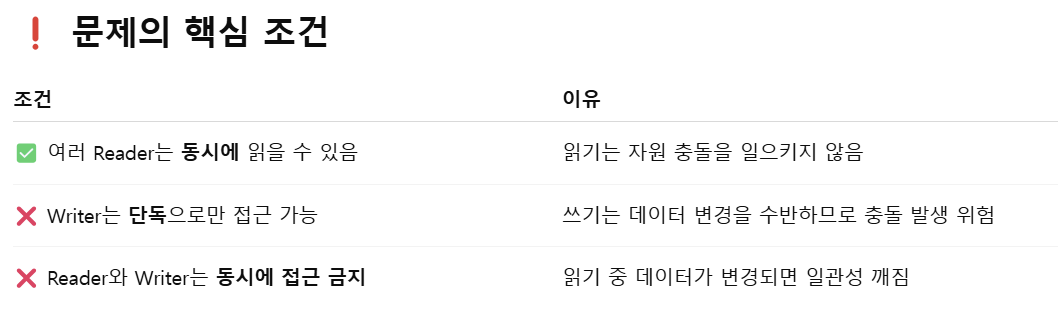 ❗ 문제의 핵심 조건
조건 이유
✅ 여러 Reader는 동시에 읽을 수 있음 읽기는 자원 충돌을 일으키지 않음
❌ Writer는 단독으로만 접근 가능 쓰기는 데이터 변경을 수반하므로 충돌 발생 위험
❌ Reader와 Writer는 동시에 접근 금지 읽기 중 데이터가 변경되면 일관성 깨짐